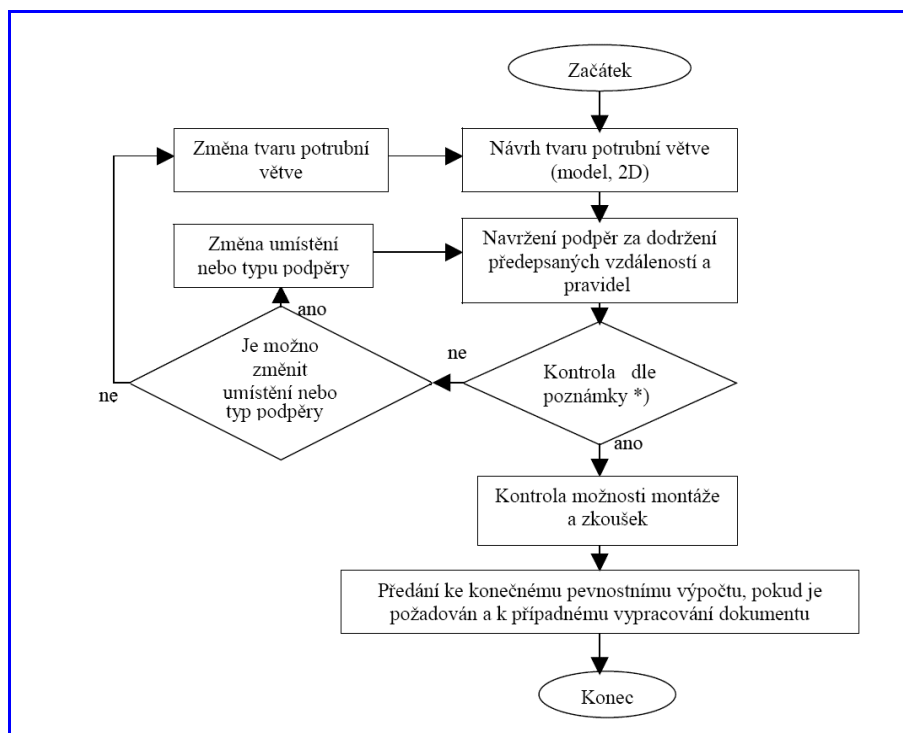 Začátek
Změna tvaru potrubní
větve
Návrh tvaru potrubní větve
(model, 2D)
Změna umístění
nebo typu podpěry
Navržení podpěr za dodržení
předepsaných vzdáleností a
pravidel
ano
Je možno
změnit
umístění nebo
typ podpěry
ne
ne
Kontrola dle
poznámky *)
ano
Kontrola možnosti montáže
a zkoušek
Předání ke konečnému pevnostnímu výpočtu, pokud je
požadován a k případnému vypracování dokumentu
Konec